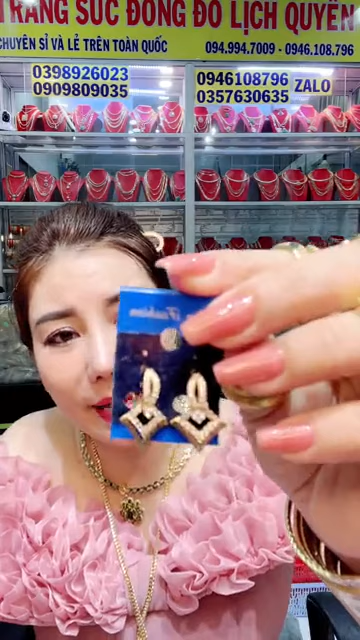 TRANG SỨC ĐỒNG ĐỎ LỊCH QUYÊN
CHUYÊN SỈ VÀ LẺ TRÊN TOÀN QUỐC 094.994.7009 - 0946.108.796
0398926023
0909809035
0946108796
0357630635 ZALO
Fashion